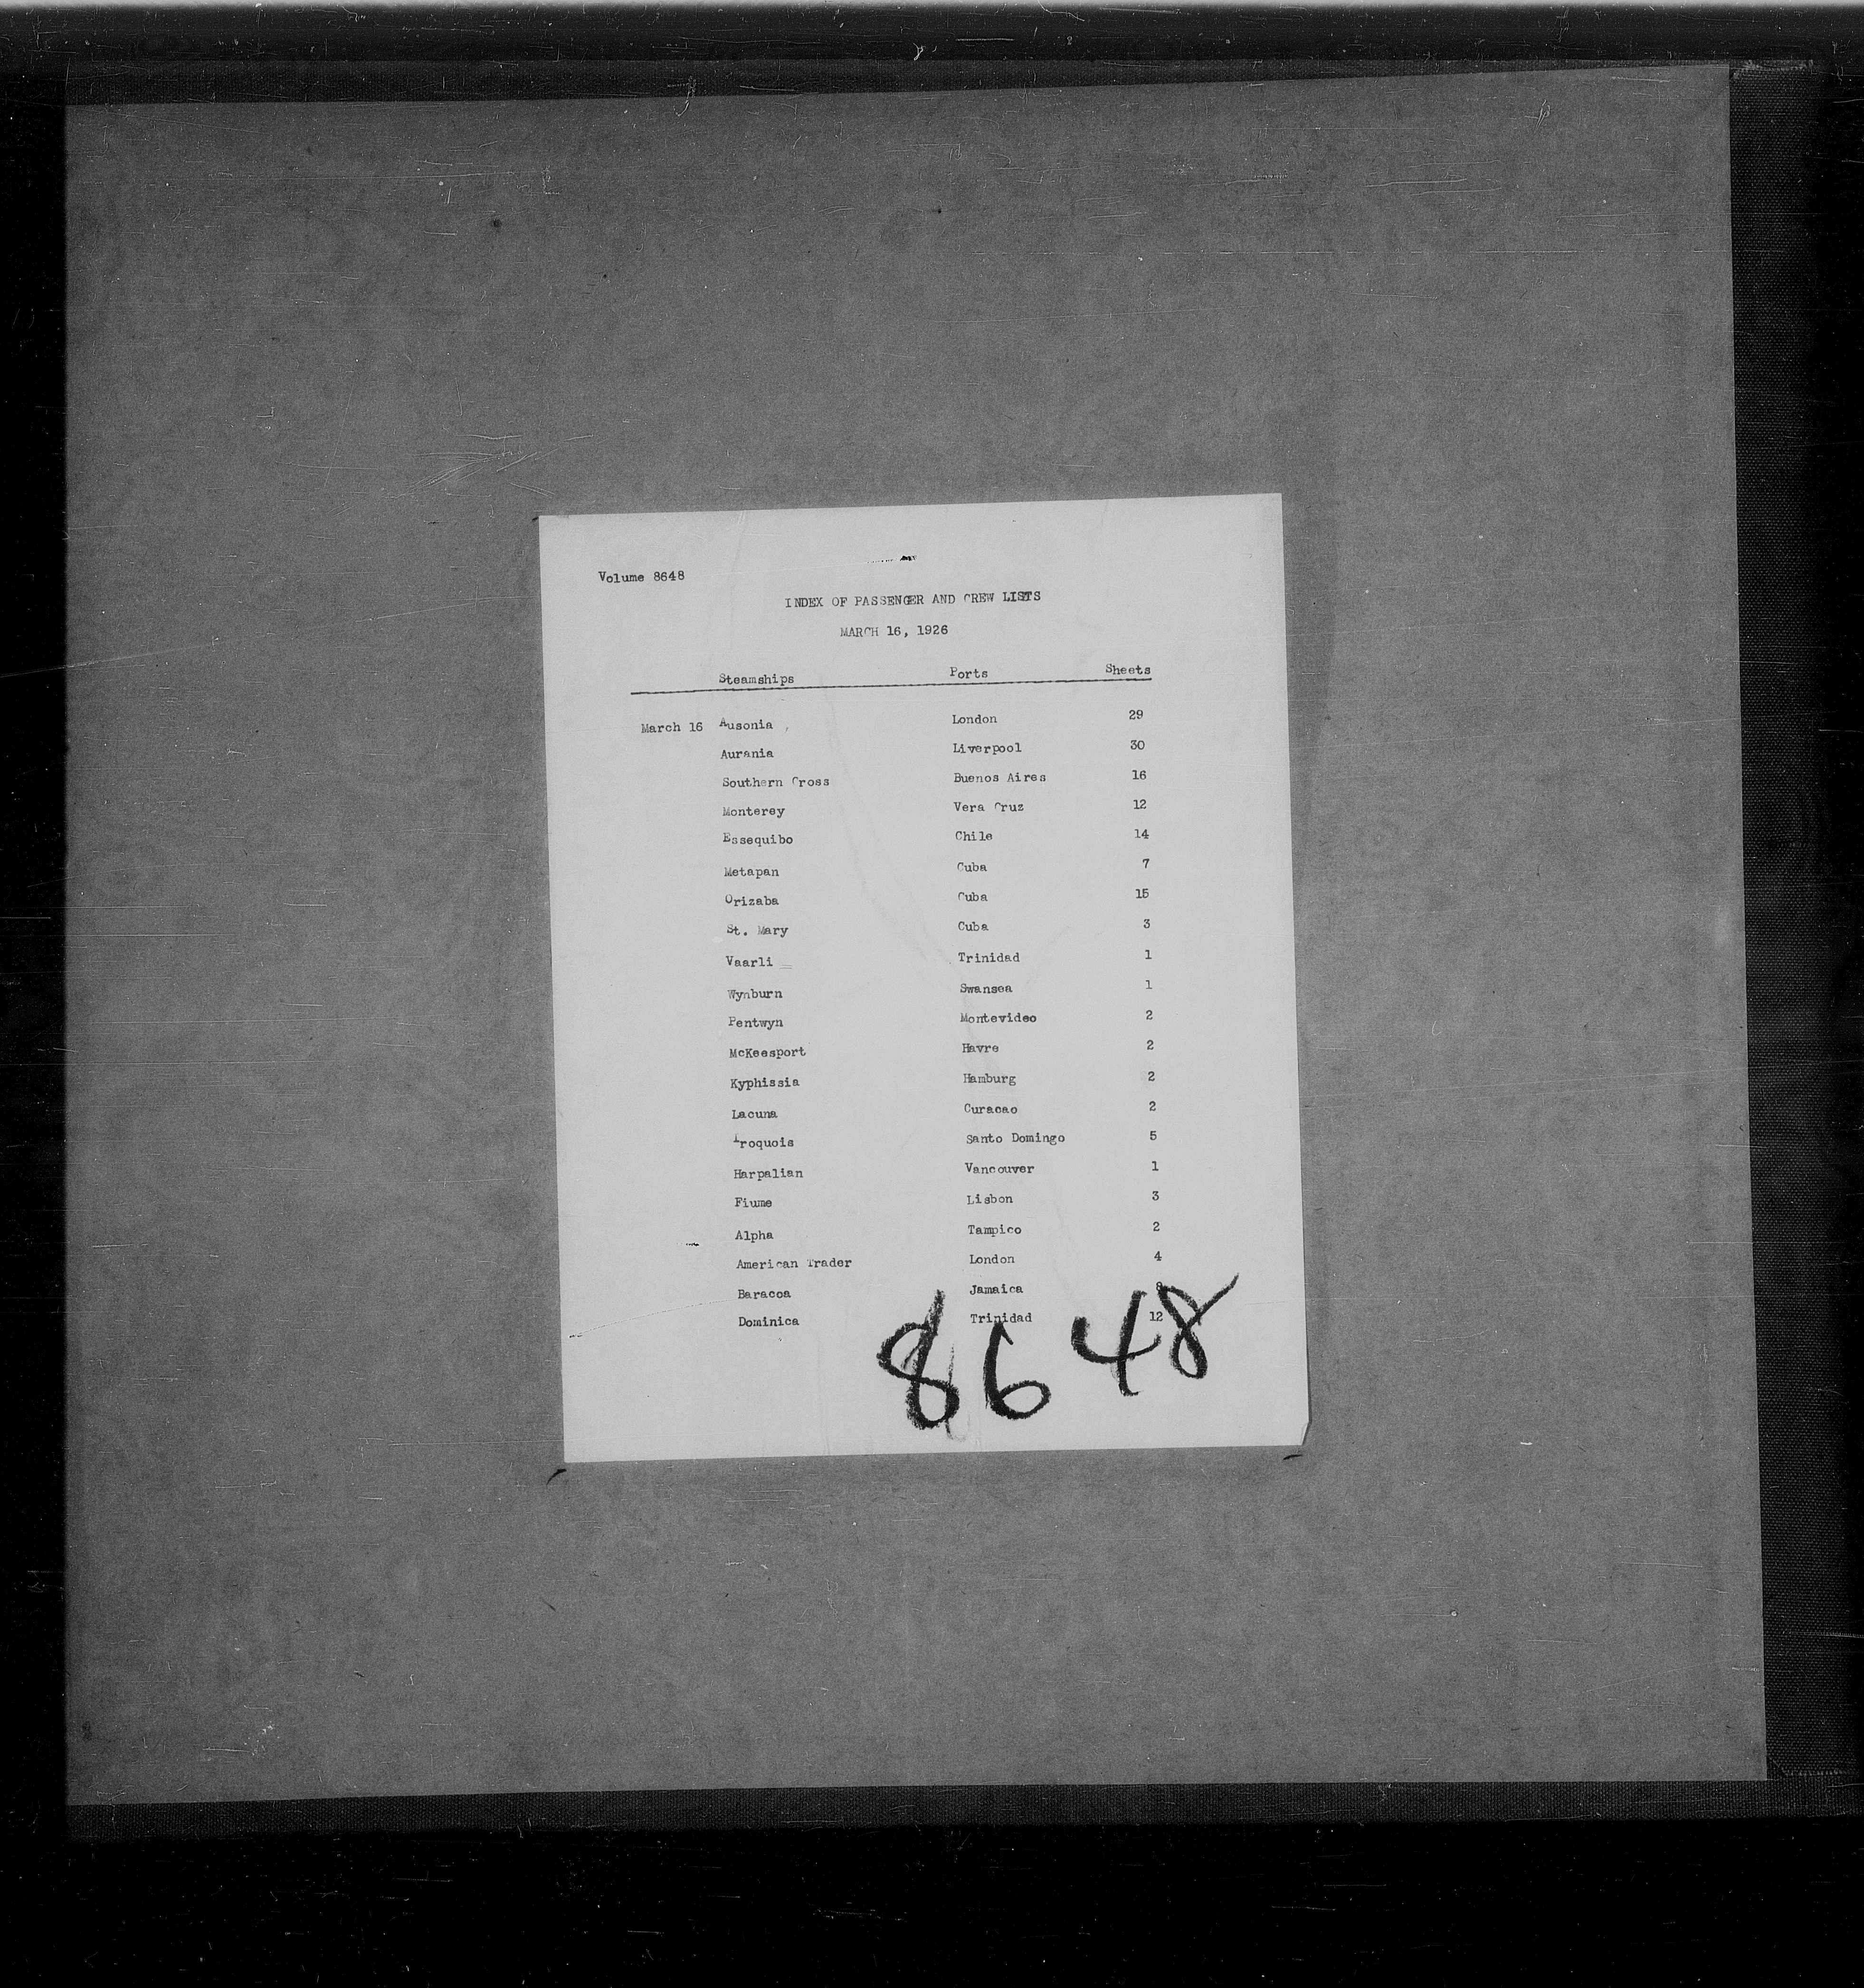 Volume 8648
INDEX OF PASSENGER AND CREW LISTS
MARCH 16, 1926
Steamships Ports Sheets
March 16 Ausonia London 29
Aurania Liverpool 30
Southern Cross Buenos Aires 16
Monterey Vera Cruz 12
Essequibo Chile 14
Metapan Cuba 7
Orizaba Cuba 15
St. Mary Cuba 3
Vaarli Trinidad 1
Wynburn Swansea 1
Pentwyn Montevideo 2
McKeesport Havre 2
Kyphissia Hamburg 2
Lacuna Curacao 2
Iroquois Santo Domingo 5
Harpalian Vancouver 1
Fiume Lisbon 3
Alpha Tampico 2
American Trader London 4
Baracoa Jamaica 8
Dominica Trinidad 12
8648